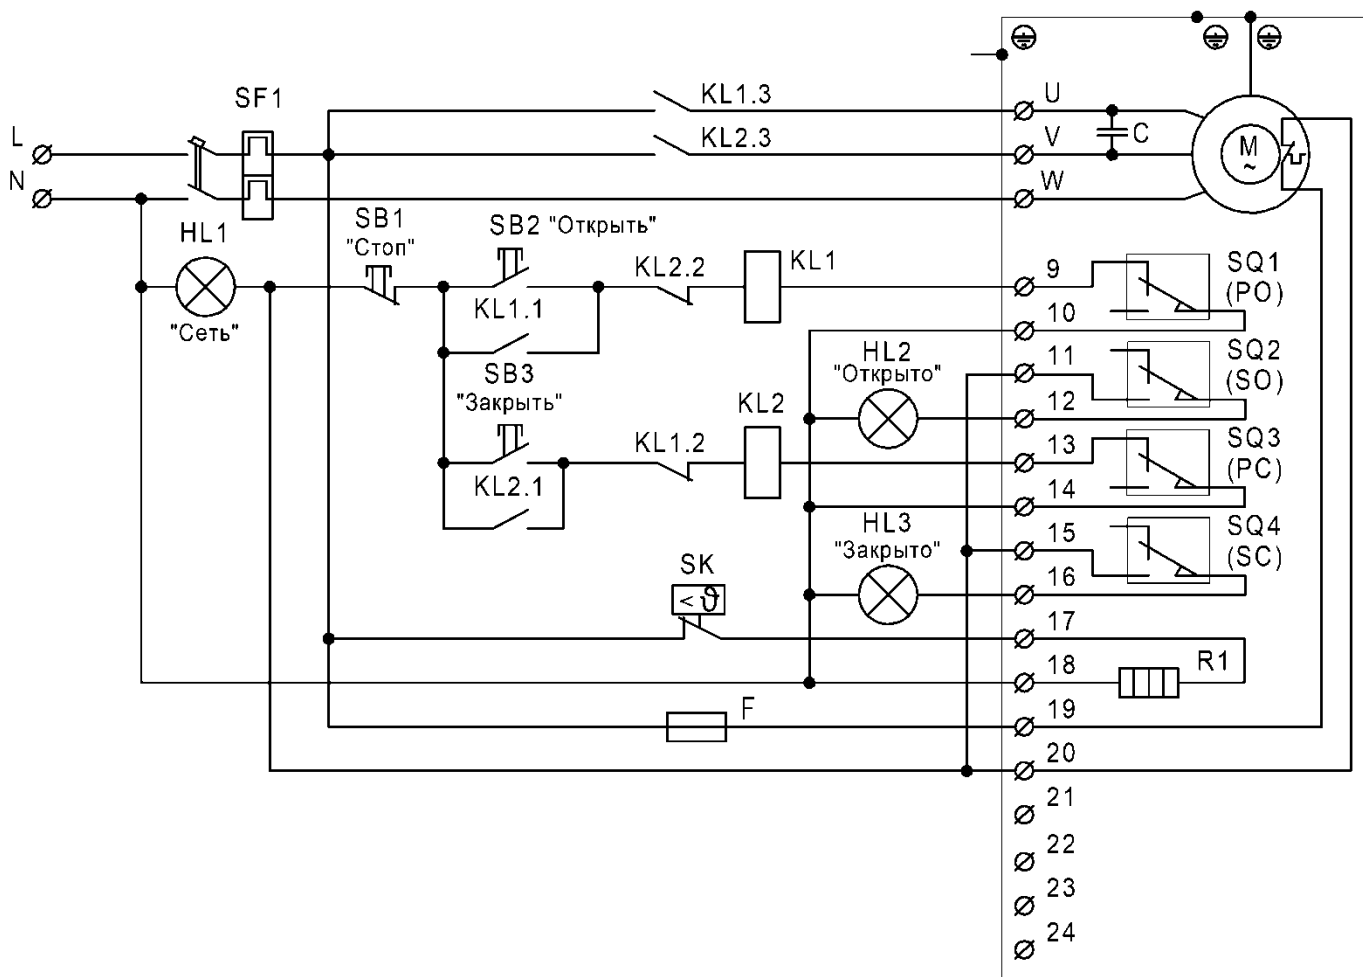 U
KL1.3
SF1
L
V
C
M
~
KL2.3
N
W
SB1
"Стоп"
SB2 "Открыть"
HL1
KL2.2
KL1
9
SQ1
(PO)
KL1.1
10
"Сеть"
SB3
"Закрыть"
HL2
"Открыто"
11
SQ2
(SO)
12
KL2
KL1.2
13
SQ3
(PC)
KL2.1
14
HL3
"Закрыто"
15
SQ4
(SC)
SK
16
< ϑ
17
18
R1
F
19
20
21
22
23
24